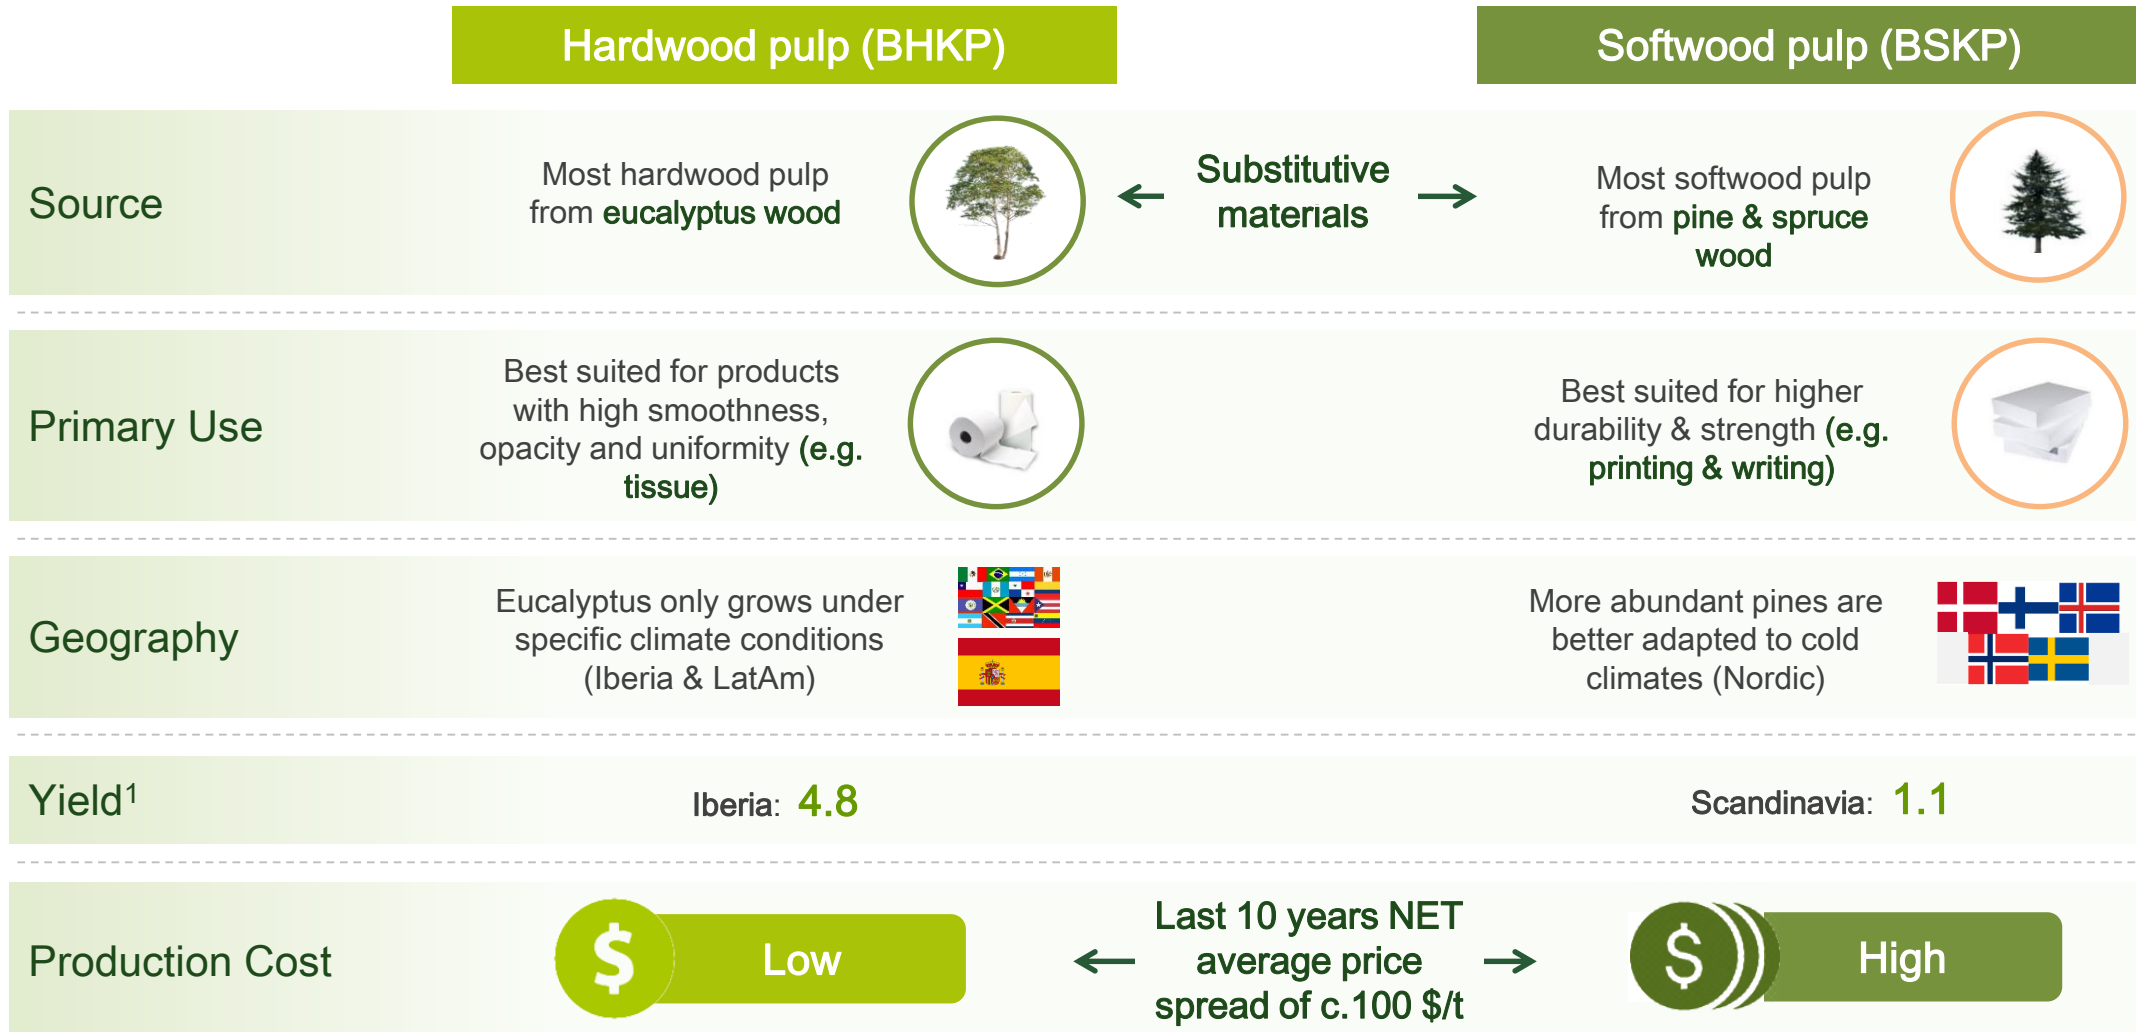 Hardwood pulp (BHKP)
Softwood pulp (BSKP)
Source
Most hardwood pulp
from eucalyptus wood
Substitutive
materials
Most softwood pulp
from pine & spruce
wood
Primary Use
Best suited for products
with high smoothness,
opacity and uniformity (e.g.
tissue)
Best suited for higher
durability & strength (e.g.
printing & writing)
Geography
Eucalyptus only grows under
specific climate conditions
(Iberia & LatAm)
More abundant pines are
better adapted to cold
climates (Nordic)
Yield¹
Iberia: 4.8
Scandinavia: 1.1
Production Cost
$
Low
Last 10 years NET
average price
spread of c.100 $/t
$
High